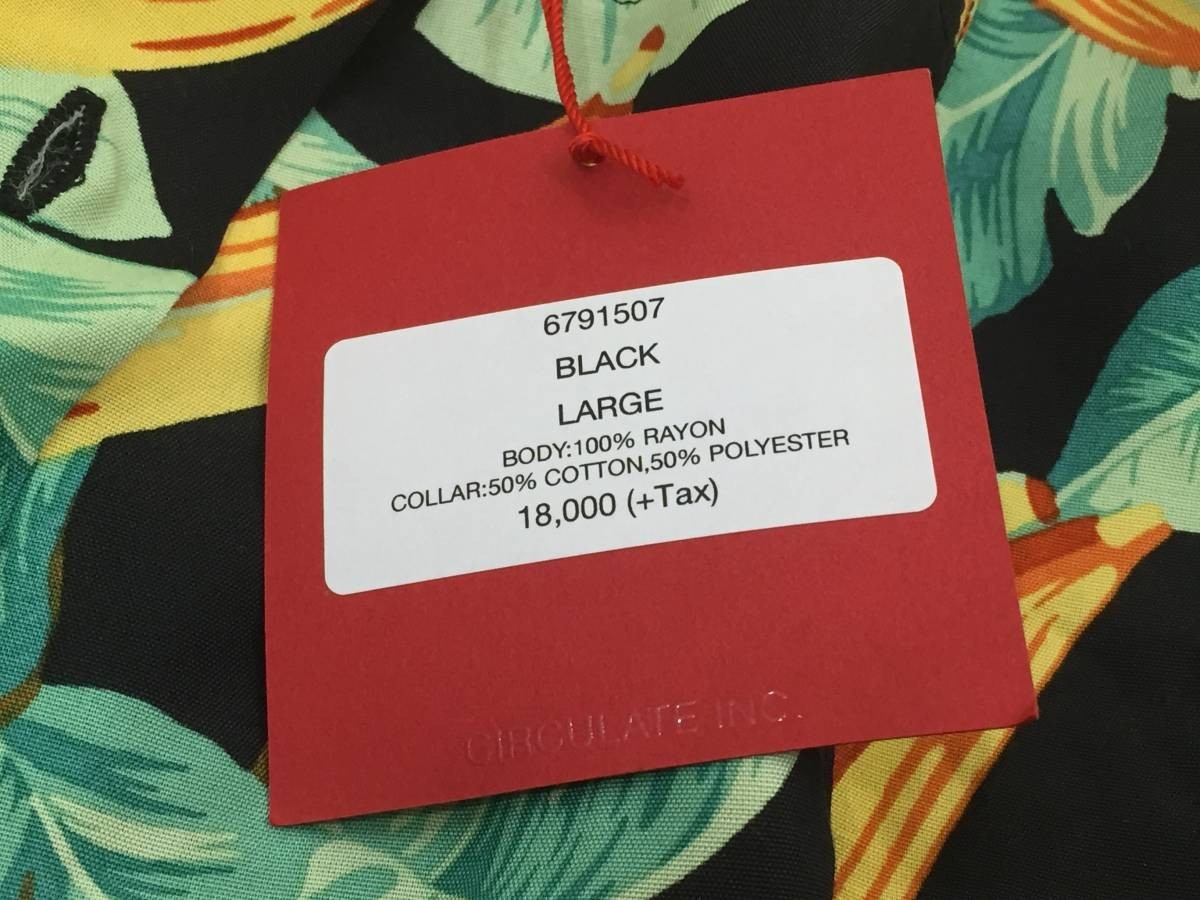 6791507
BLACK
LARGE
BODY:100% RAYON
COLLAR:50% COTTON,50% POLYESTER
18,000 (+Tax)
CIRCULATE INC.